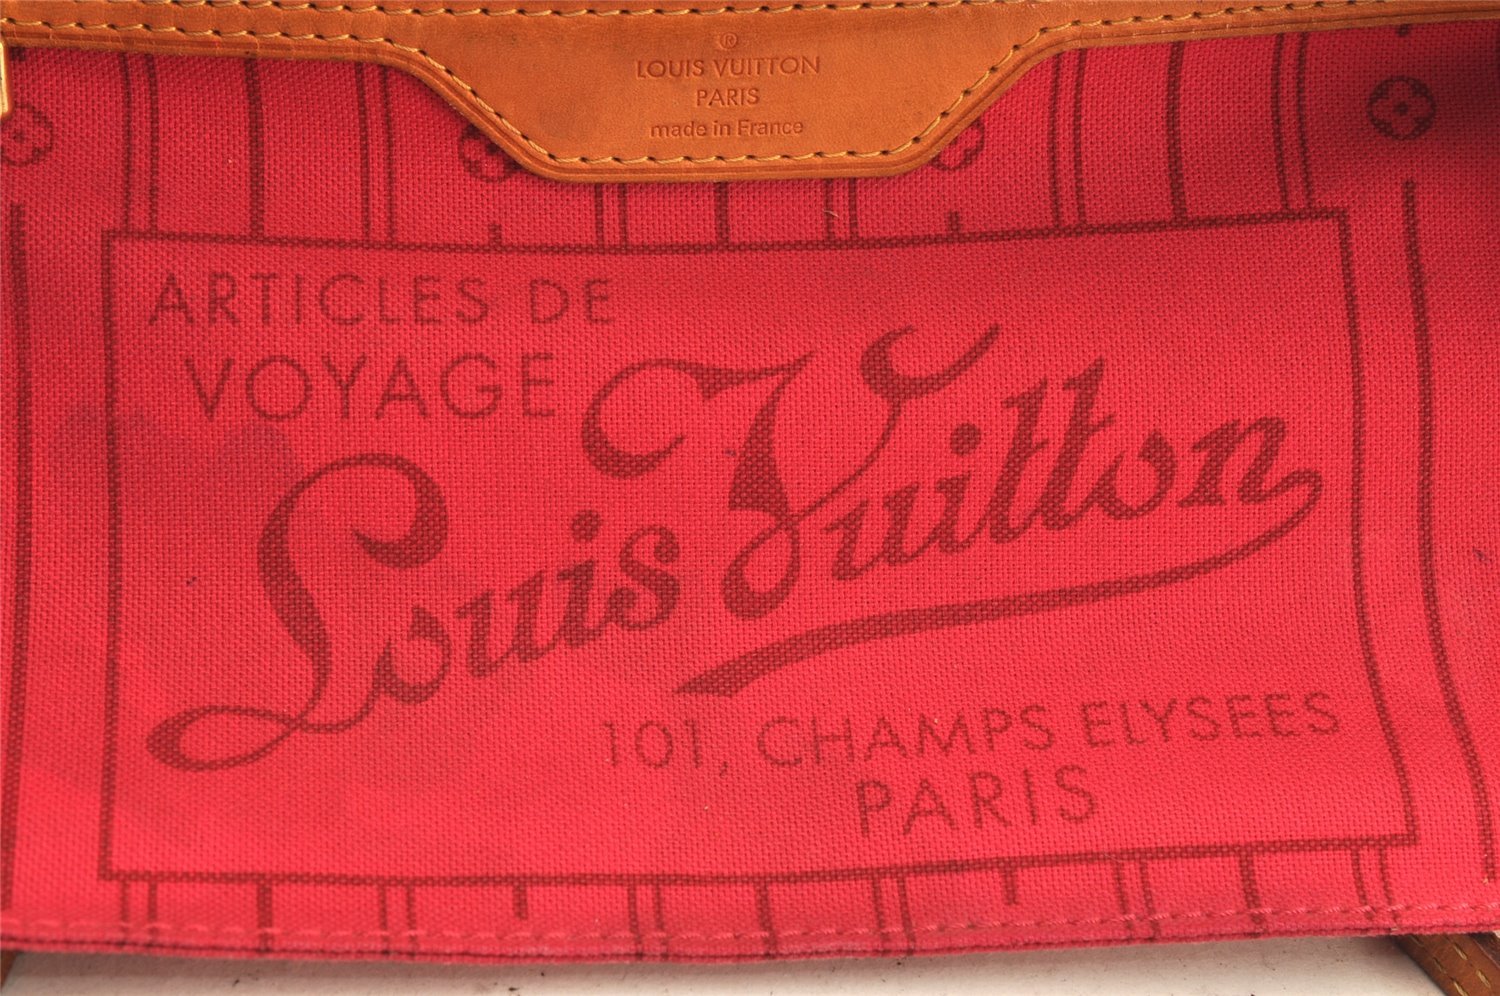 ®
LOUIS VUITTON
PARIS
made in France
ARTICLES DE
VOYAGE
Louis Vuitton
101, CHAMPS ELYSEES
PARIS